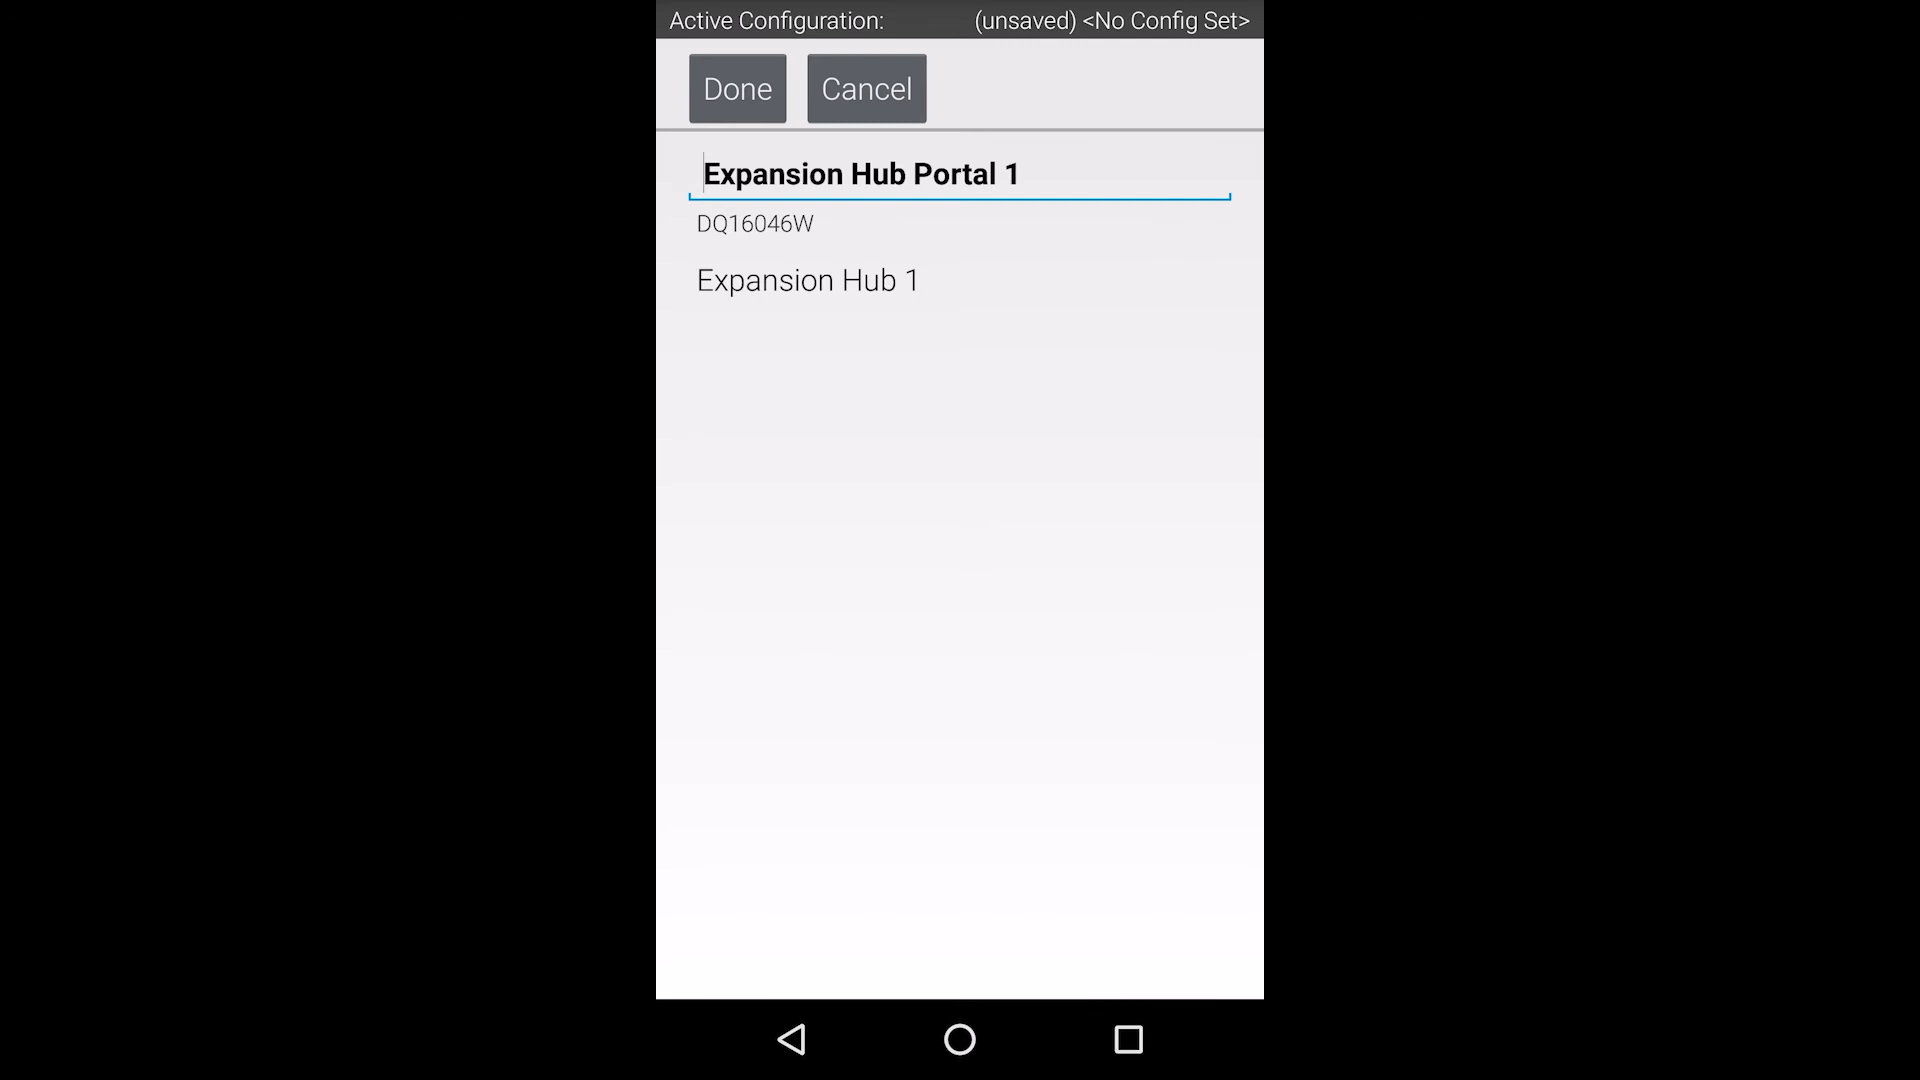 Active Configuration: (unsaved) <No Config Set>
Done Cancel
Expansion Hub Portal 1
DQ16046W
Expansion Hub 1